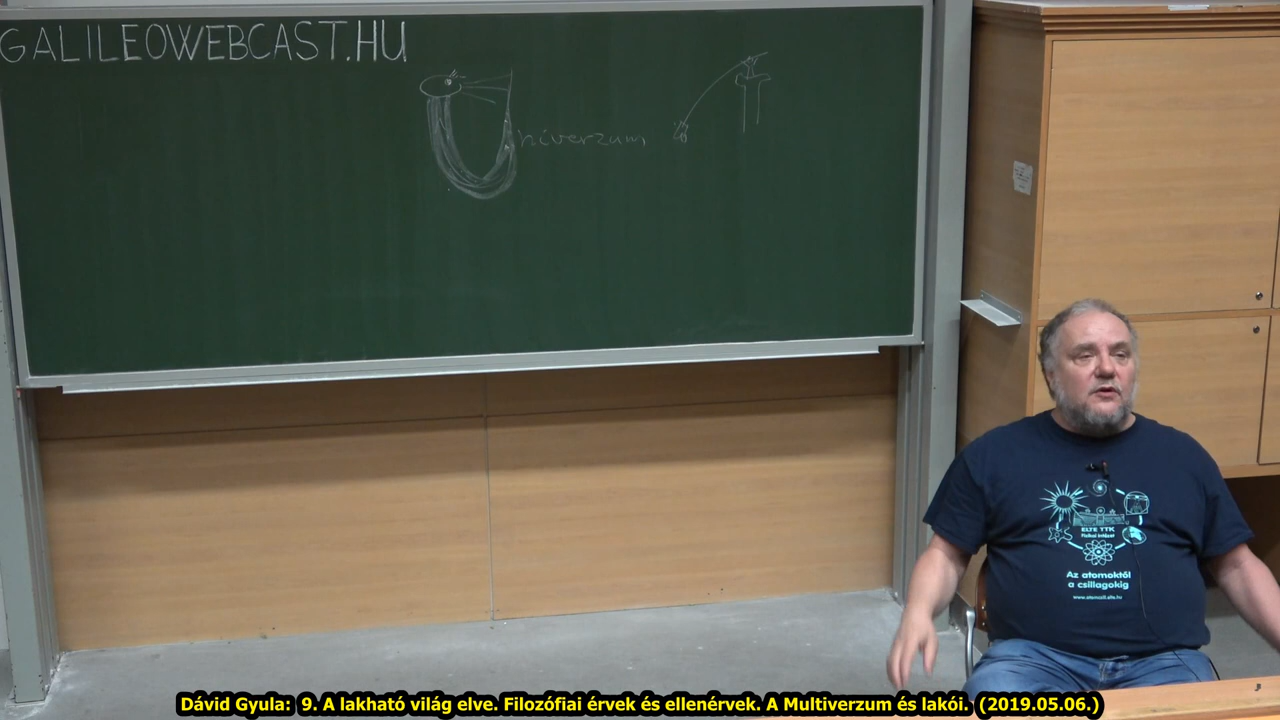 GALILEOWEBCAST.HU
Univerzum
ELTE TTK
Fizikai Intézet
Az atomoktól
a csillagokig
www.atomcsill.elte.hu
Dávid Gyula: 9. A lakható világ elve. Filozófiai érvek és ellenérvek. A Multiverzum és lakói. (2019.05.06.)